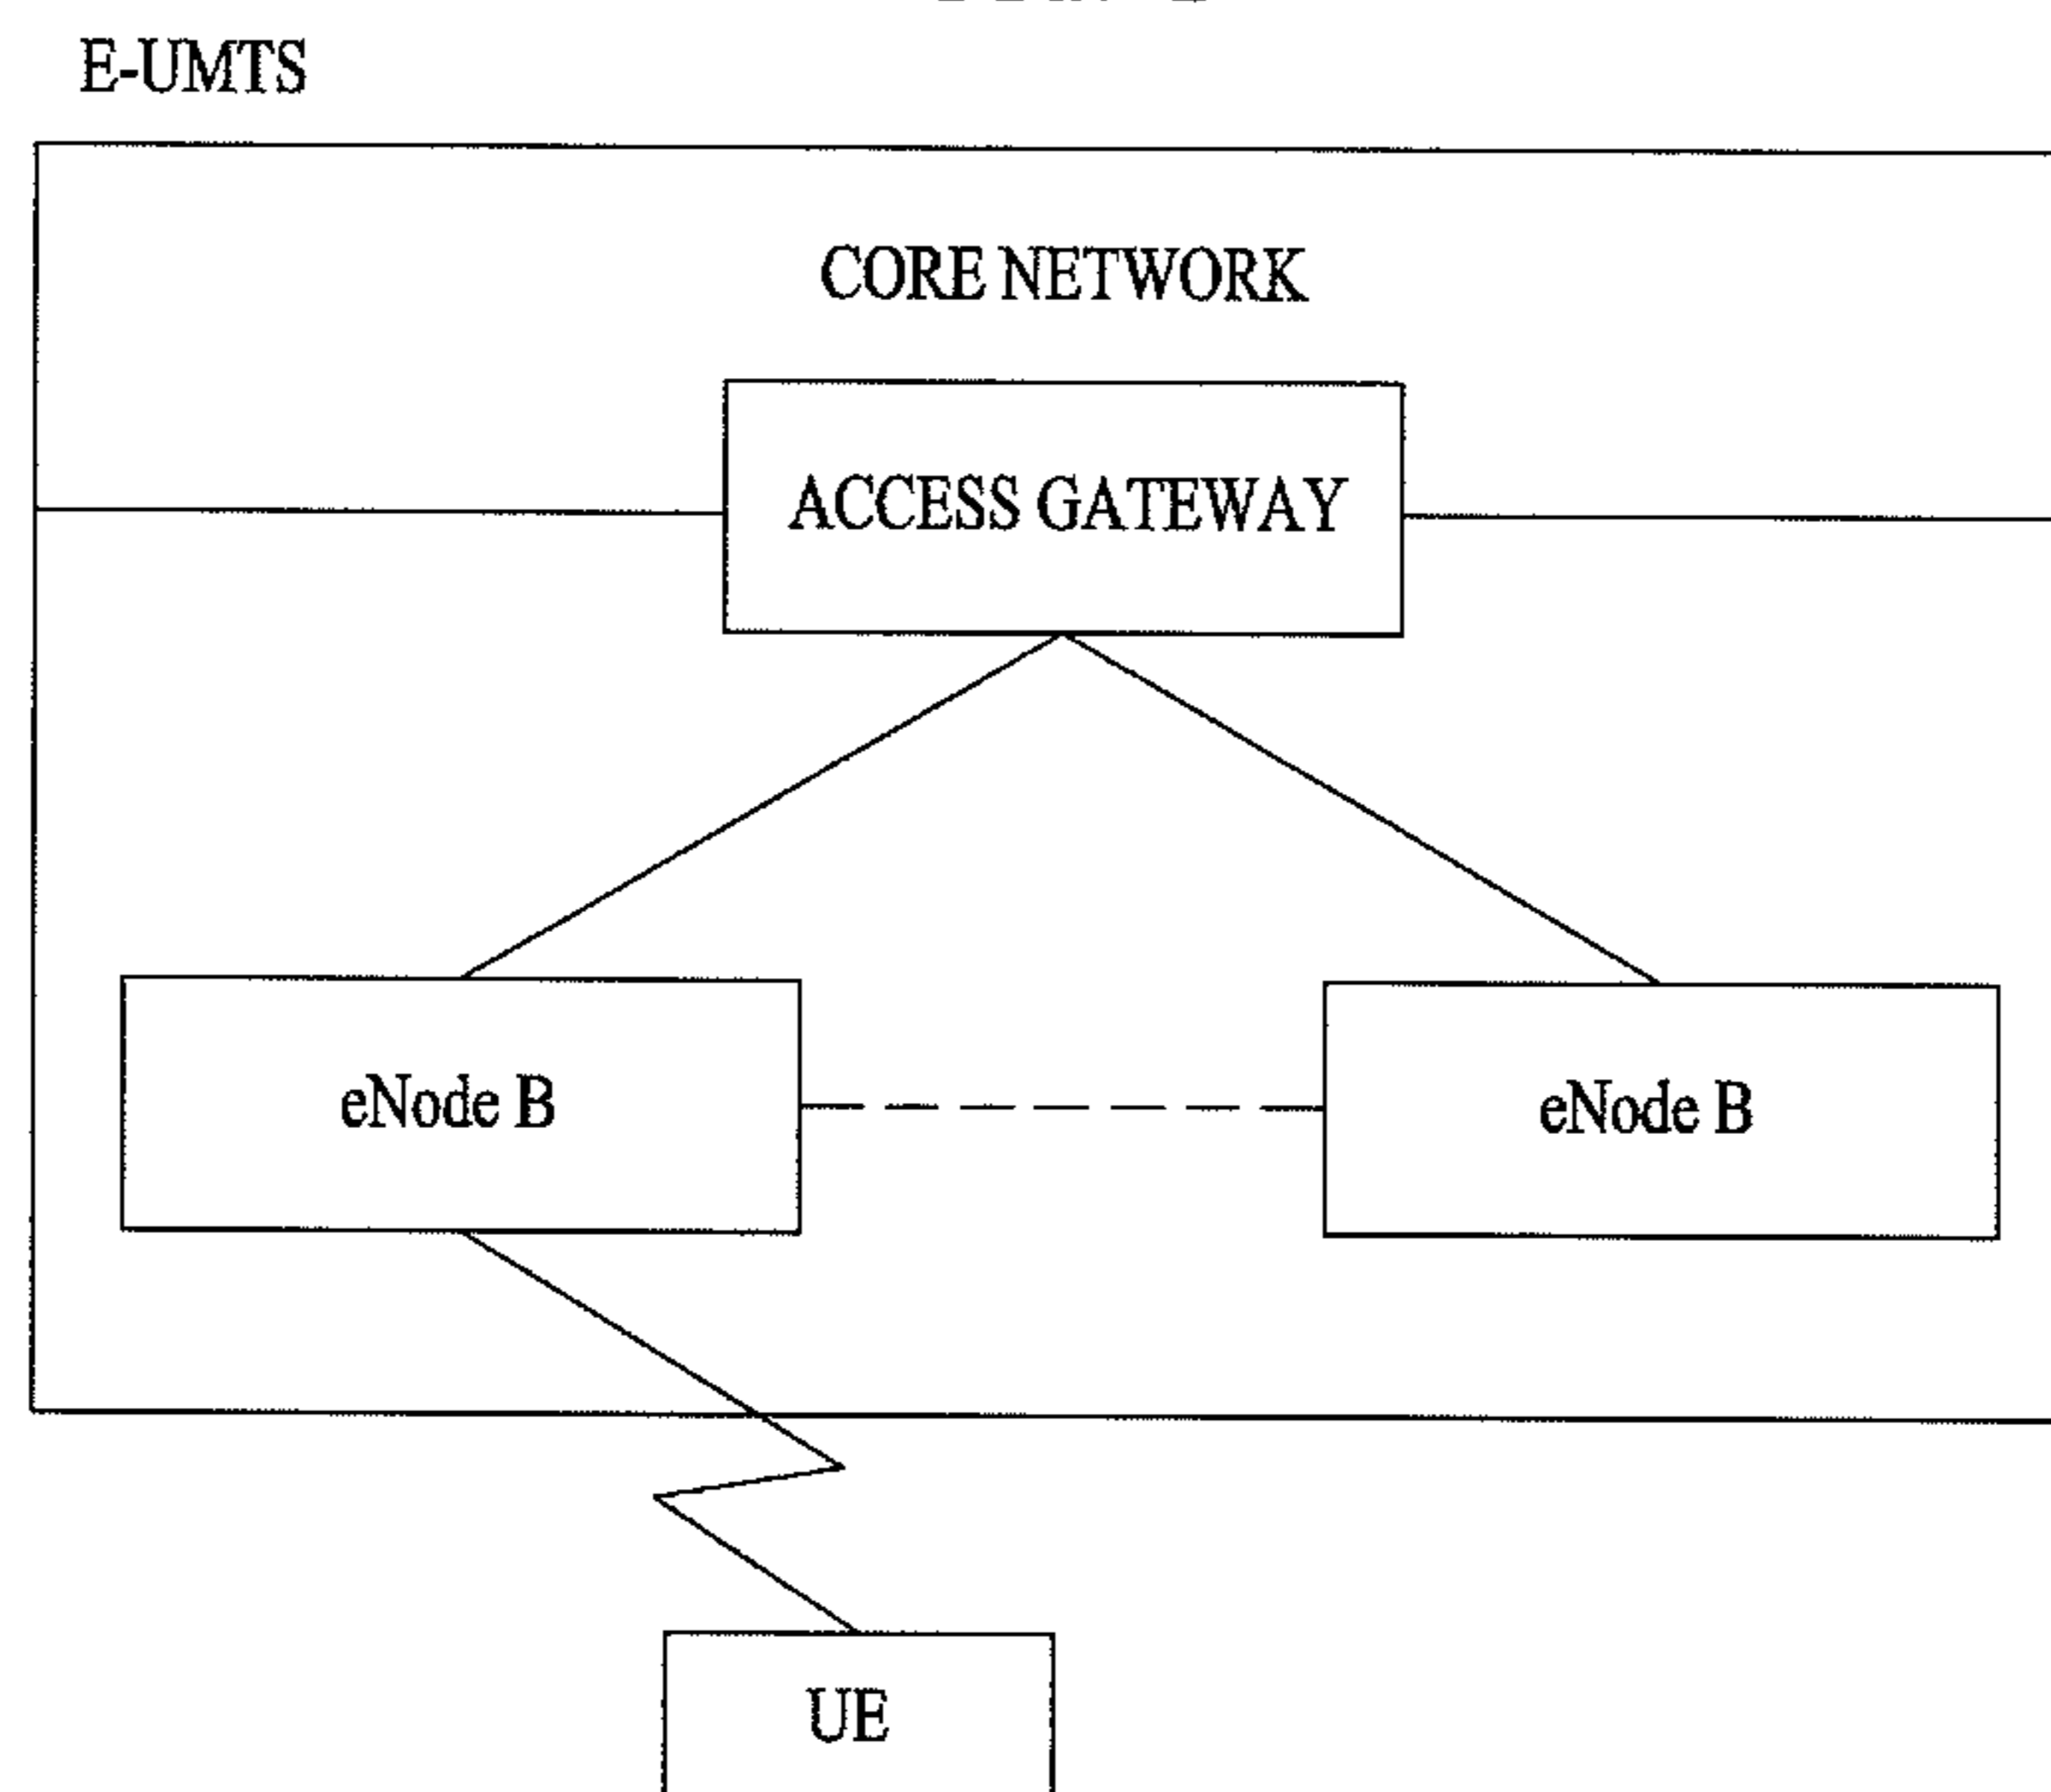 E-UMTS
CORE NETWORK
ACCESS GATEWAY
eNode B
eNode B
UE